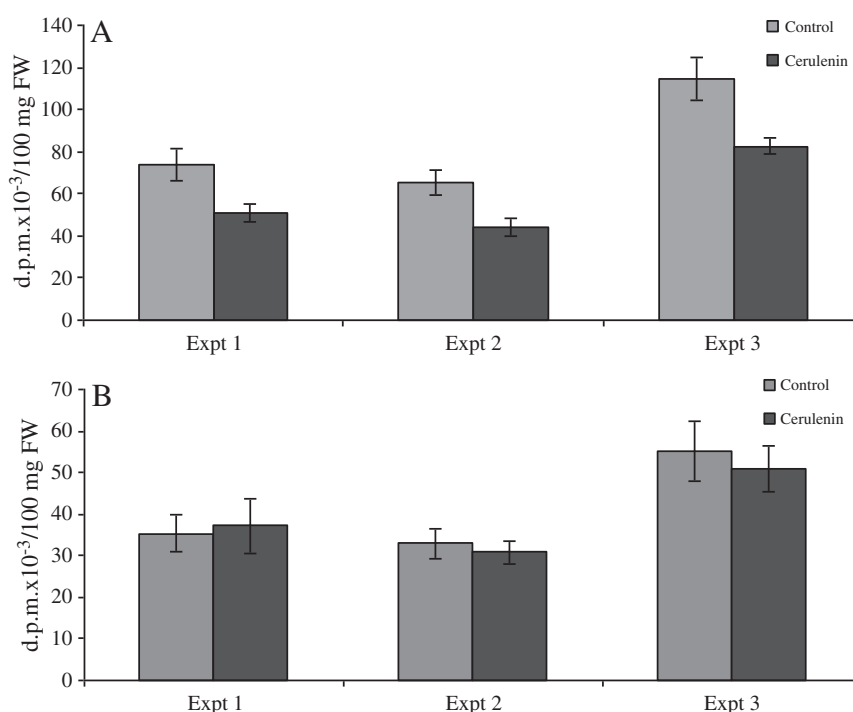 A
Control
Cerulenin
d.p.m.x10⁻³/100 mg FW
140
120
100
80
60
40
20
0
Expt 1 Expt 2 Expt 3
B
Control
Cerulenin
d.p.m.x10⁻³/100 mg FW
70
60
50
40
30
20
10
0
Expt 1 Expt 2 Expt 3